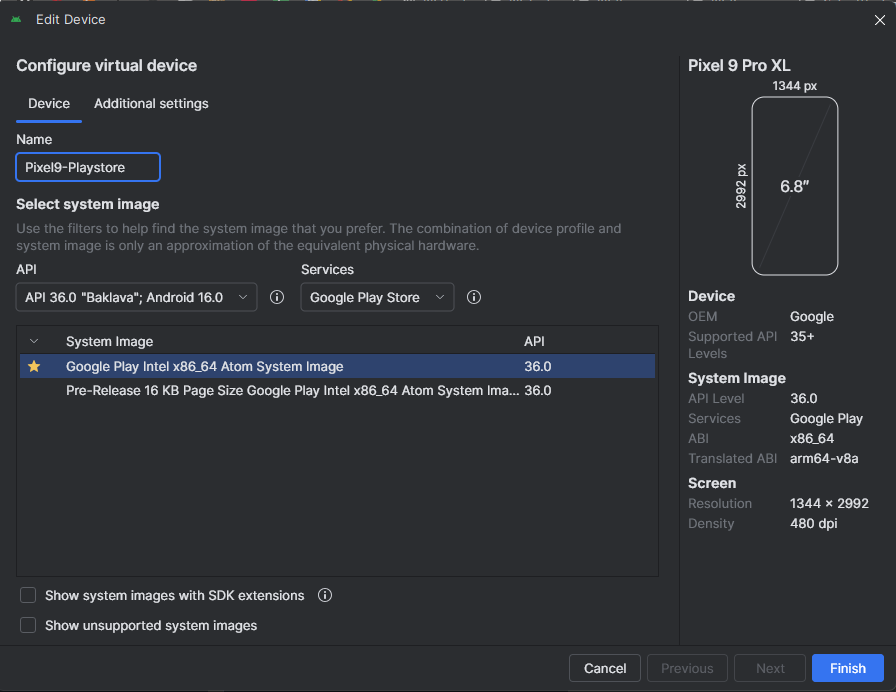 Edit Device
Configure virtual device
Device Additional settings
Name
Pixel9-Playstore
Select system image
Use the filters to help find the system image that you prefer. The combination of device profile and
system image is only an approximation of the equivalent physical hardware.
API Services
API 36.0 "Baklava"; Android 16.0 Google Play Store
System Image API
Google Play Intel x86_64 Atom System Image 36.0
Pre-Release 16 KB Page Size Google Play Intel x86_64 Atom System Ima... 36.0
Show system images with SDK extensions
Show unsupported system images
Pixel 9 Pro XL
1344 px
2992 px
6.8”
Device
OEM Google
Supported API 35+
Levels
System Image
API Level 36.0
Services Google Play
ABI x86_64
Translated ABI arm64-v8a
Screen
Resolution 1344 × 2992
Density 480 dpi
Cancel Previous Next Finish